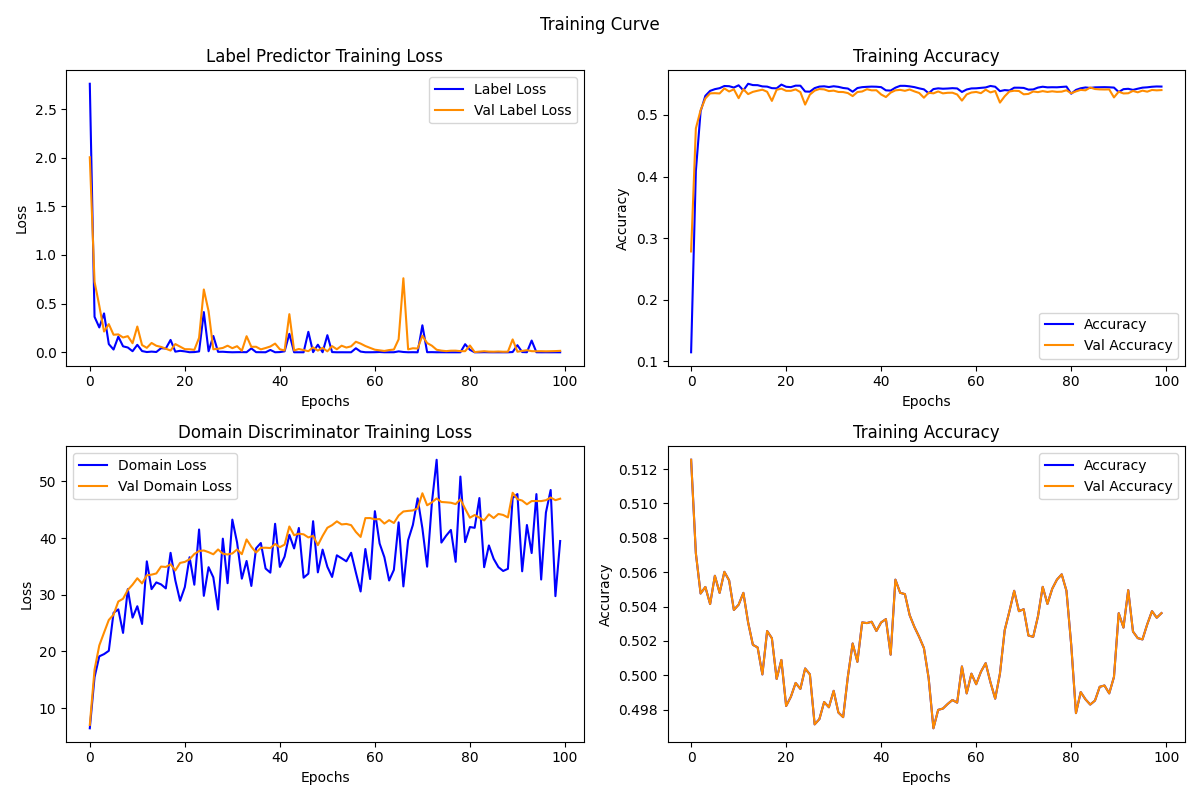 Training Curve
Label Predictor Training Loss
Loss
2.5
2.0
1.5
1.0
0.5
0.0
Label Loss
Val Label Loss
0 20 40 60 80 100
Epochs
Training Accuracy
Accuracy
0.5
0.4
0.3
0.2
0.1
Accuracy
Val Accuracy
0 20 40 60 80 100
Epochs
Domain Discriminator Training Loss
Loss
50
40
30
20
10
Domain Loss
Val Domain Loss
0 20 40 60 80 100
Epochs
Training Accuracy
Accuracy
0.512
0.510
0.508
0.506
0.504
0.502
0.500
0.498
Accuracy
Val Accuracy
0 20 40 60 80 100
Epochs